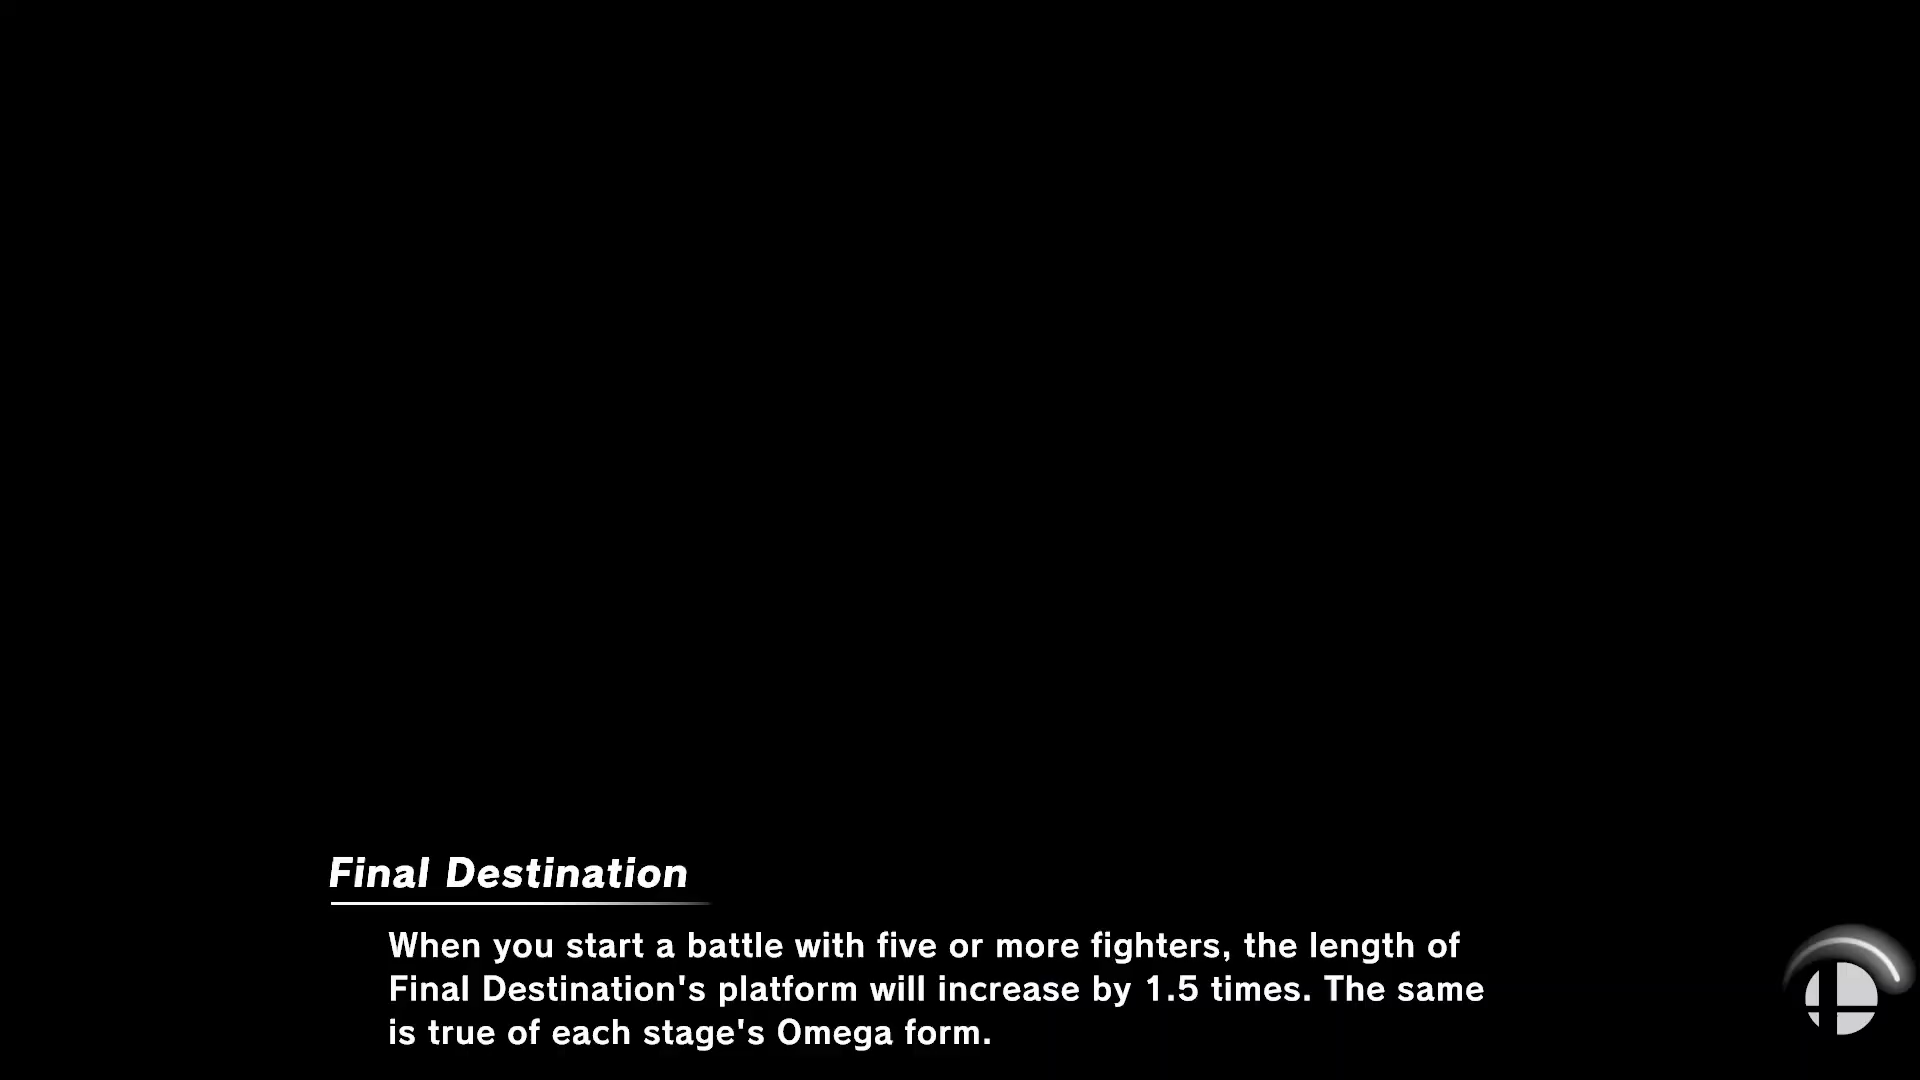 Final Destination
When you start a battle with five or more fighters, the length of
Final Destination's platform will increase by 1.5 times. The same
is true of each stage's Omega form.